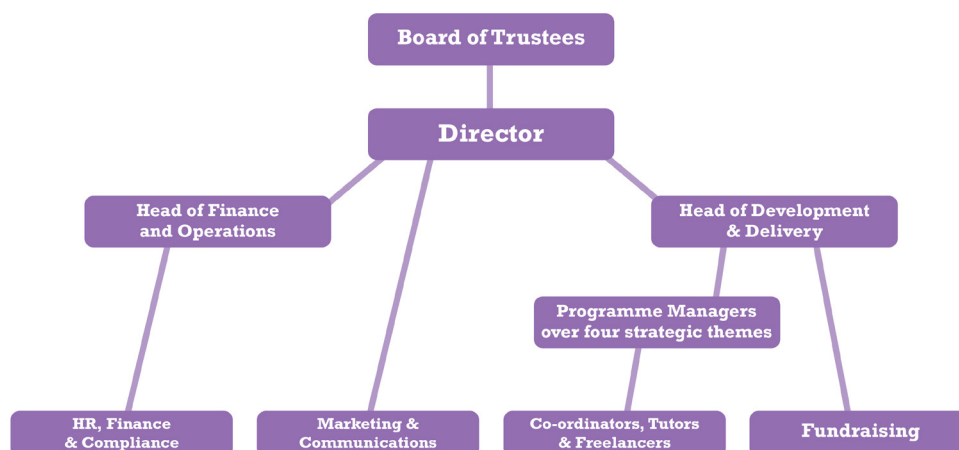 Board of Trustees
Director
Head of Finance
and Operations
Head of Development
& Delivery
Programme Managers
over four strategic themes
HR, Finance
& Compliance
Marketing &
Communications
Co-ordinators, Tutors
& Freelancers
Fundraising